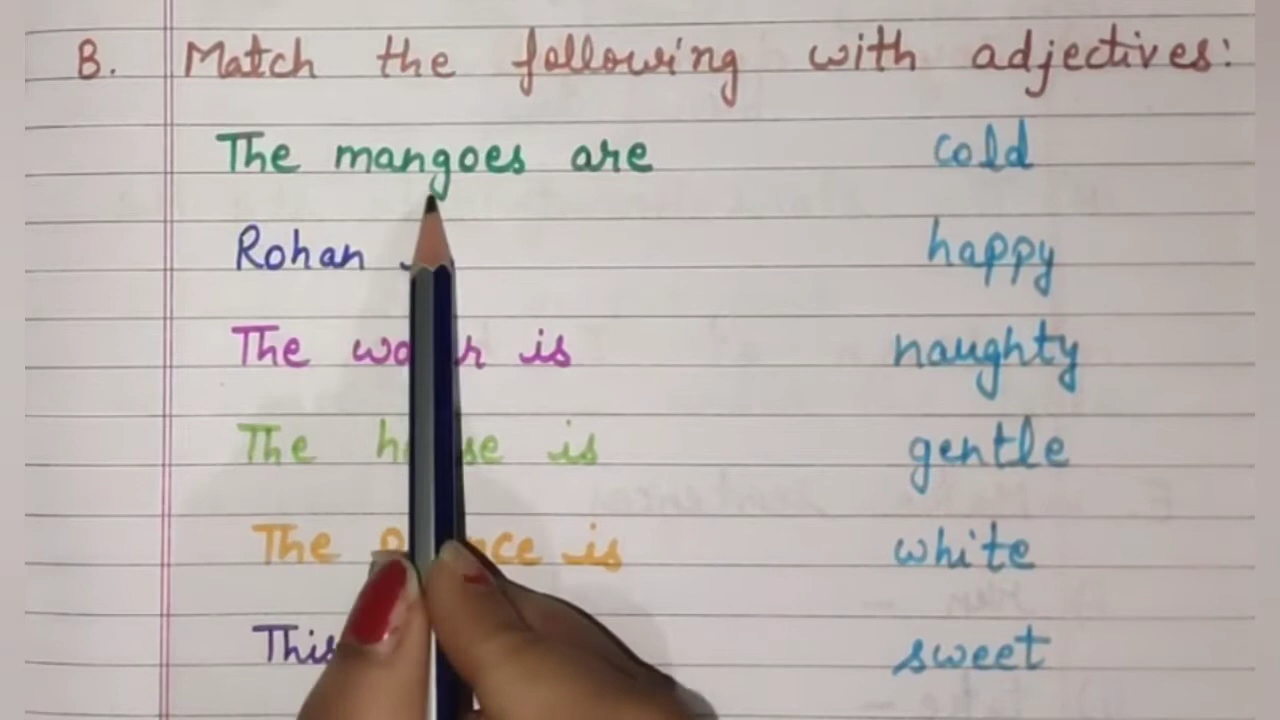 B. Match the following with adjectives:
The mangoes are cold
Rohan happy
The is naughty
The is gentle
The is white
This sweet